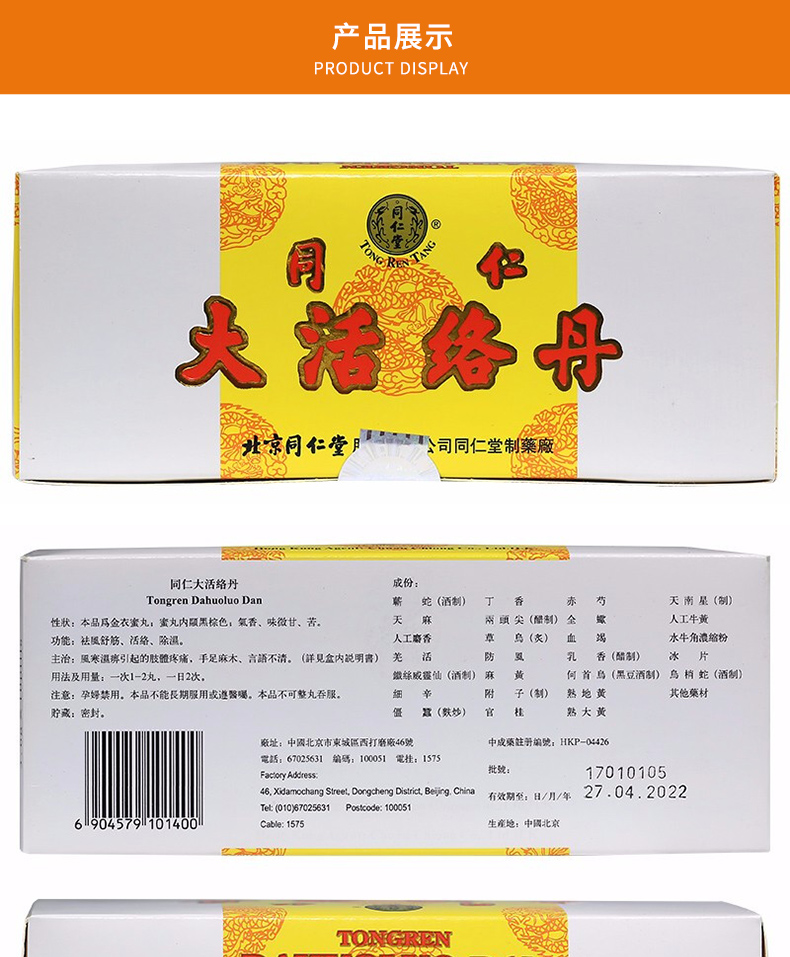 产品展示
PRODUCT DISPLAY
同仁堂
®
TONG REN TANG
同 仁
大活络丹
北京同仁堂 公司同仁堂制藥廠
同仁大活络丹
Tongren Dahuoluo Dan
性狀：本品爲金衣蜜丸；蜜丸内顯黑棕色；氣香、味微甘、苦。
功能：祛風舒筋、活絡、除濕。
主治：風寒濕痹引起的肢體疼痛，手足麻木、言語不清。（詳見盒内説明書）
用法及用量：一次1-2丸，一日2次。
注意：孕婦禁用。本品不能長期服用或遵醫囑。本品不可整丸吞服。
貯藏：密封。
成份：
蘄 蛇（酒制） 丁 香 赤 芍 天南星（制）
天 麻 兩頭尖（醋制） 全 蠍 人工牛黄
人工麝香 草 烏（炙） 血 竭 水牛角濃縮粉
羌 活 防 風 乳 香（醋制） 冰 片
鐵絲威靈仙（酒制） 麻 黄 何首烏（黑豆酒制） 烏梢蛇（酒制）
細 辛 附 子（制） 熟地黄 其他藥材
僵 蠶（麩炒） 官 桂 熟大黄
6 904579 101400
廠址：中國北京市東城區西打磨廠46號
電話：67025631 編碼：100051 電挂：1575
Factory Address:
46, Xidamochang Street, Dongcheng District, Beijing, China
Tel: (010)67025631 Postcode: 100051
Cable: 1575
中成藥註册編號：HKP-04426
批號： 17010105
有效期至：日/月/年 27.04.2022
生産地：中國北京
TONGREN